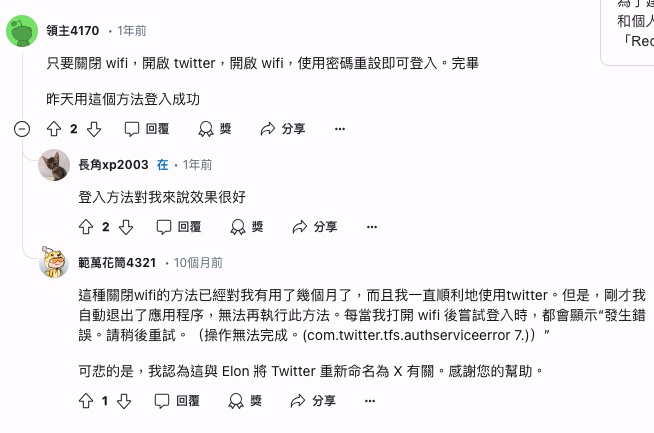 為了建
和個人
「Red
領主4170 • 1年前
只要關閉 wifi，開啟 twitter，開啟 wifi，使用密碼重設即可登入。完畢
昨天用這個方法登入成功
2 回覆 獎 分享 ...
長角xp2003 在 • 1年前
登入方法對我來說效果很好
2 回覆 獎 分享 ...
範萬花筒4321 • 10個月前
這種關閉wifi的方法已經對我有用了幾個月了，而且我一直順利地使用twitter。但是，剛才我
自動退出了應用程序，無法再執行此方法。每當我打開 wifi 後嘗試登入時，都會顯示“發生錯
誤。請稍後重試。（操作無法完成。(com.twitter.tfs.authserviceerror 7.)）”
可悲的是，我認為這與 Elon 將 Twitter 重新命名為 X 有關。感謝您的幫助。
1 回覆 獎 分享 ...